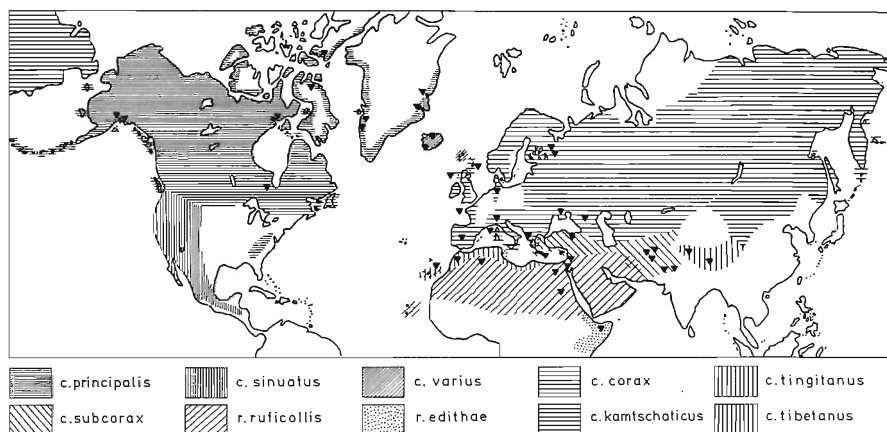 c.principalis c. sinuatus c. varius c. corax c.tingitanus
c.subcorax r.ruficollis r.edithae c.kamtschaticus c.tibetanus